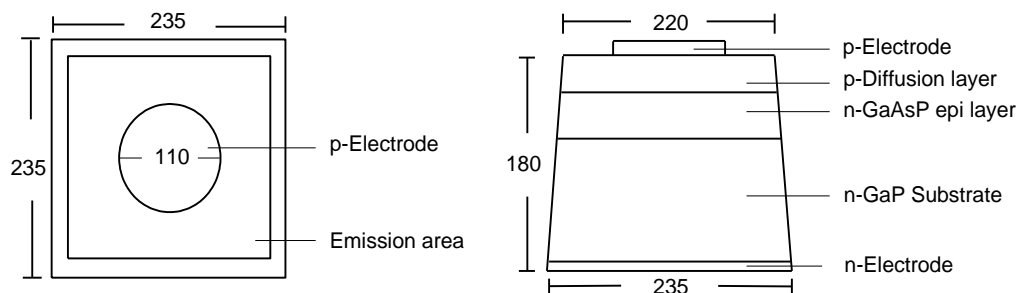 235
235
110
p-Electrode
Emission area
220
180
p-Electrode
p-Diffusion layer
n-GaAsP epi layer
n-GaP Substrate
n-Electrode
235